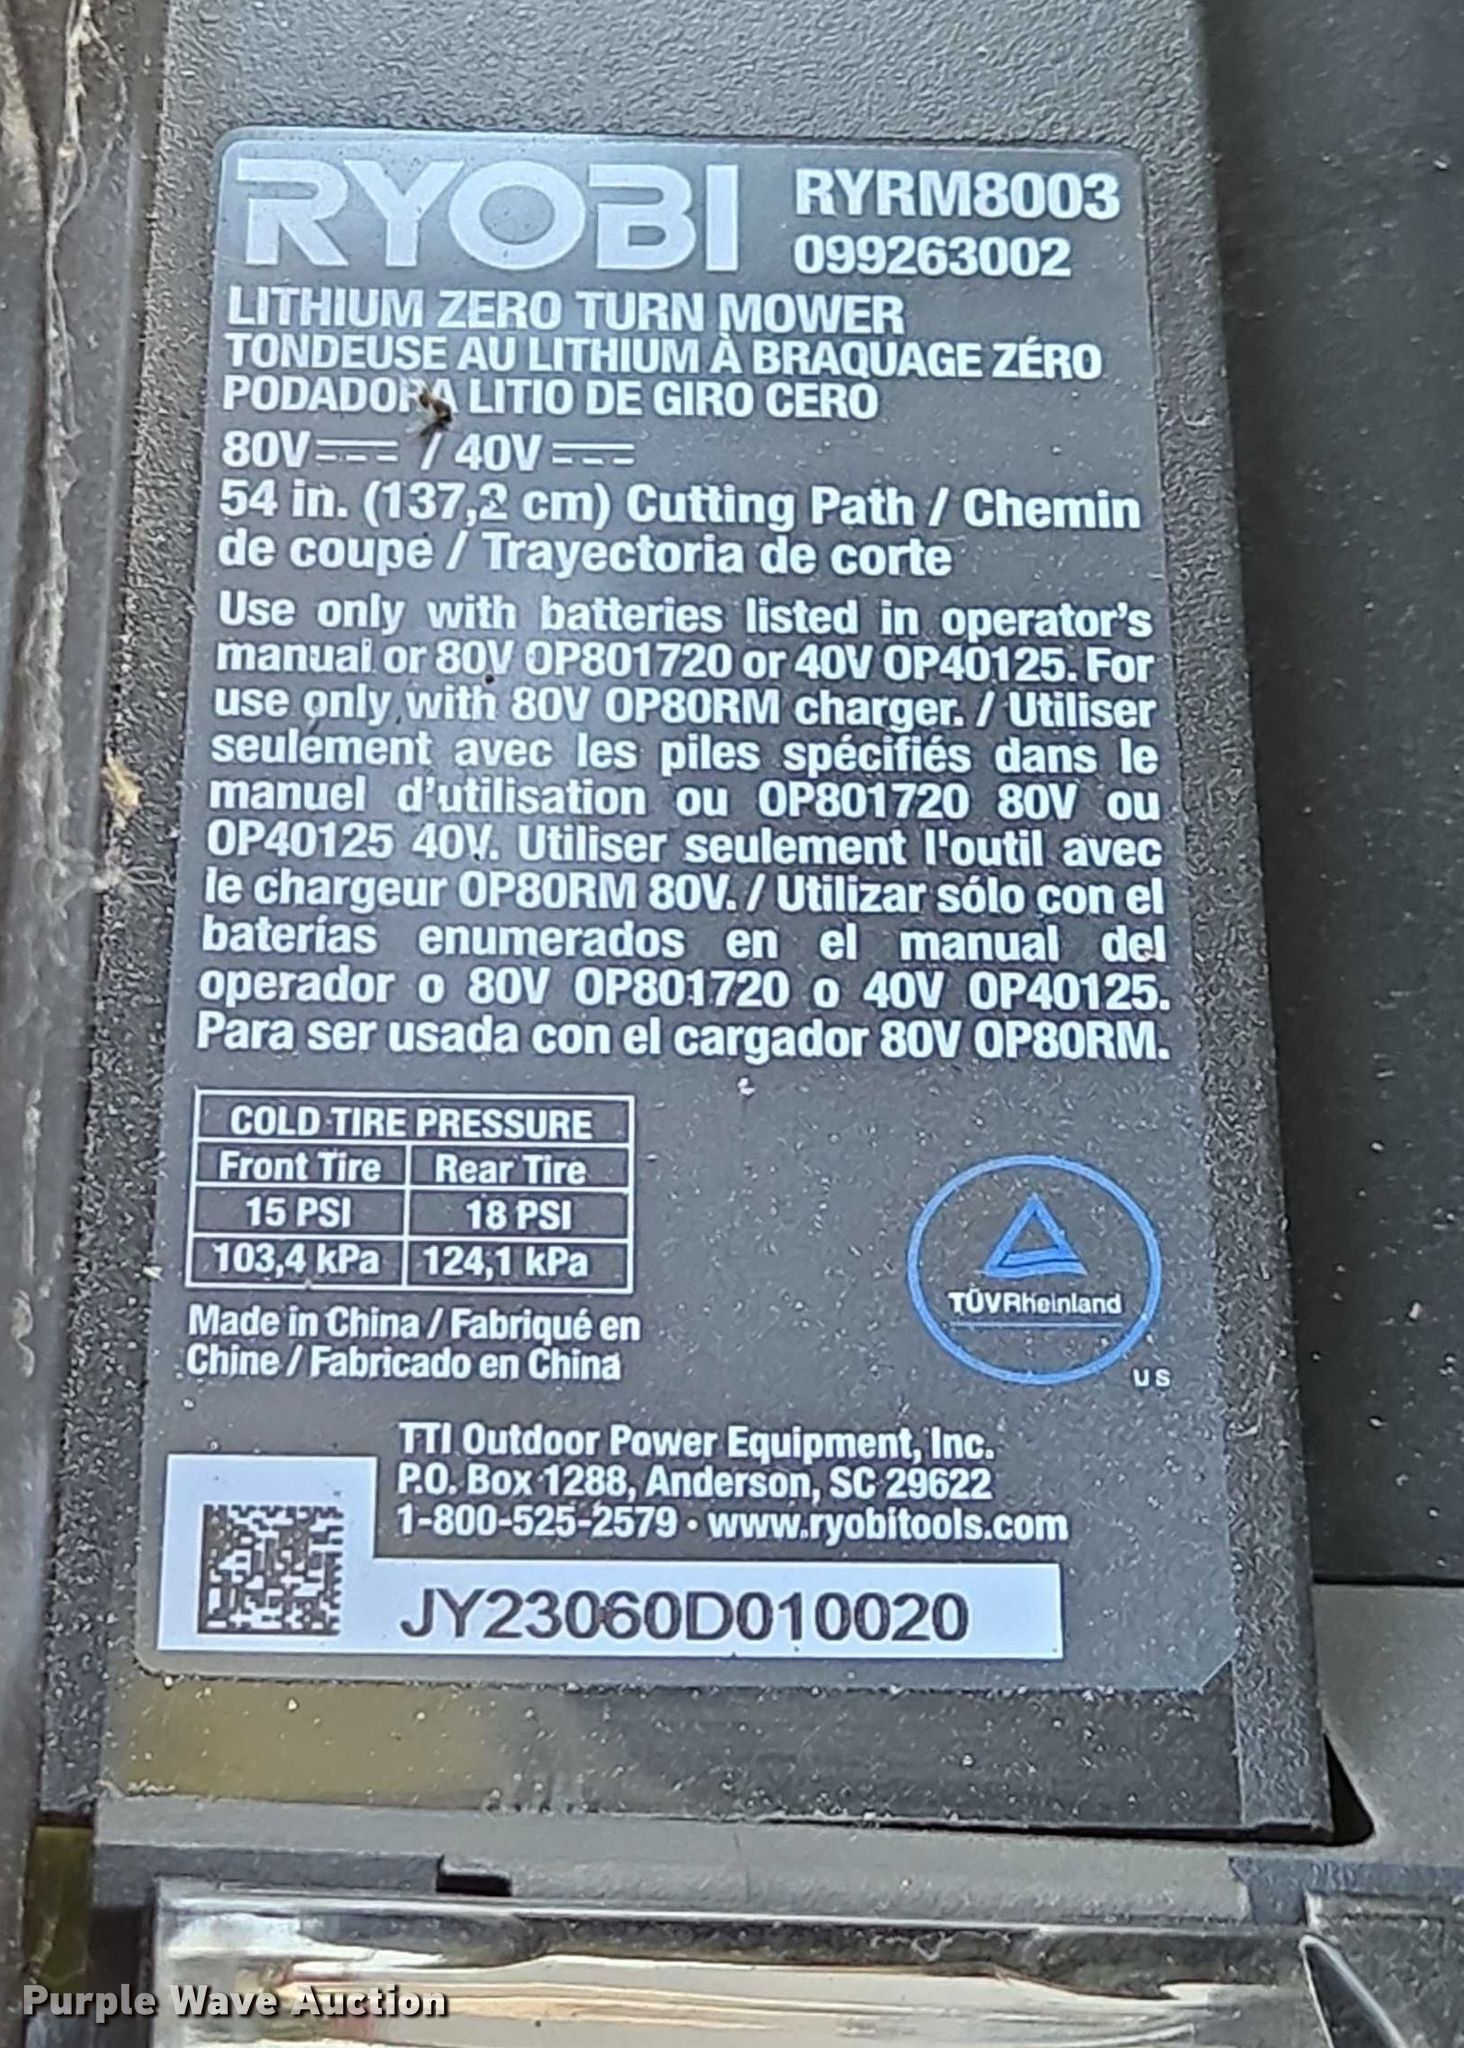 RYOBI
RYRM8003
099263002
LITHIUM ZERO TURN MOWER
TONDEUSE AU LITHIUM À BRAQUAGE ZÉRO
PODADORA LITIO DE GIRO CERO
80V⎓ / 40V⎓
54 in. (137,2 cm) Cutting Path / Chemin
de coupe / Trayectoria de corte
Use only with batteries listed in operator's
manual or 80V OP801720 or 40V OP40125. For
use only with 80V OP80RM charger. / Utiliser
seulement avec les piles spécifiés dans le
manuel d'utilisation ou OP801720 80V ou
OP40125 40V. Utiliser seulement l'outil avec
le chargeur OP80RM 80V. / Utilizar sólo con el
baterías enumerados en el manual del
operador o 80V OP801720 o 40V OP40125.
Para ser usada con el cargador 80V OP80RM.
COLD TIRE PRESSURE
Front Tire Rear Tire
15 PSI 18 PSI
103,4 kPa 124,1 kPa
TÜVRheinland
US
Made in China / Fabriqué en
Chine / Fabricado en China
TTI Outdoor Power Equipment, Inc.
P.O. Box 1288, Anderson, SC 29622
1-800-525-2579 • www.ryobitools.com
JY23060D010020
Purple Wave Auction